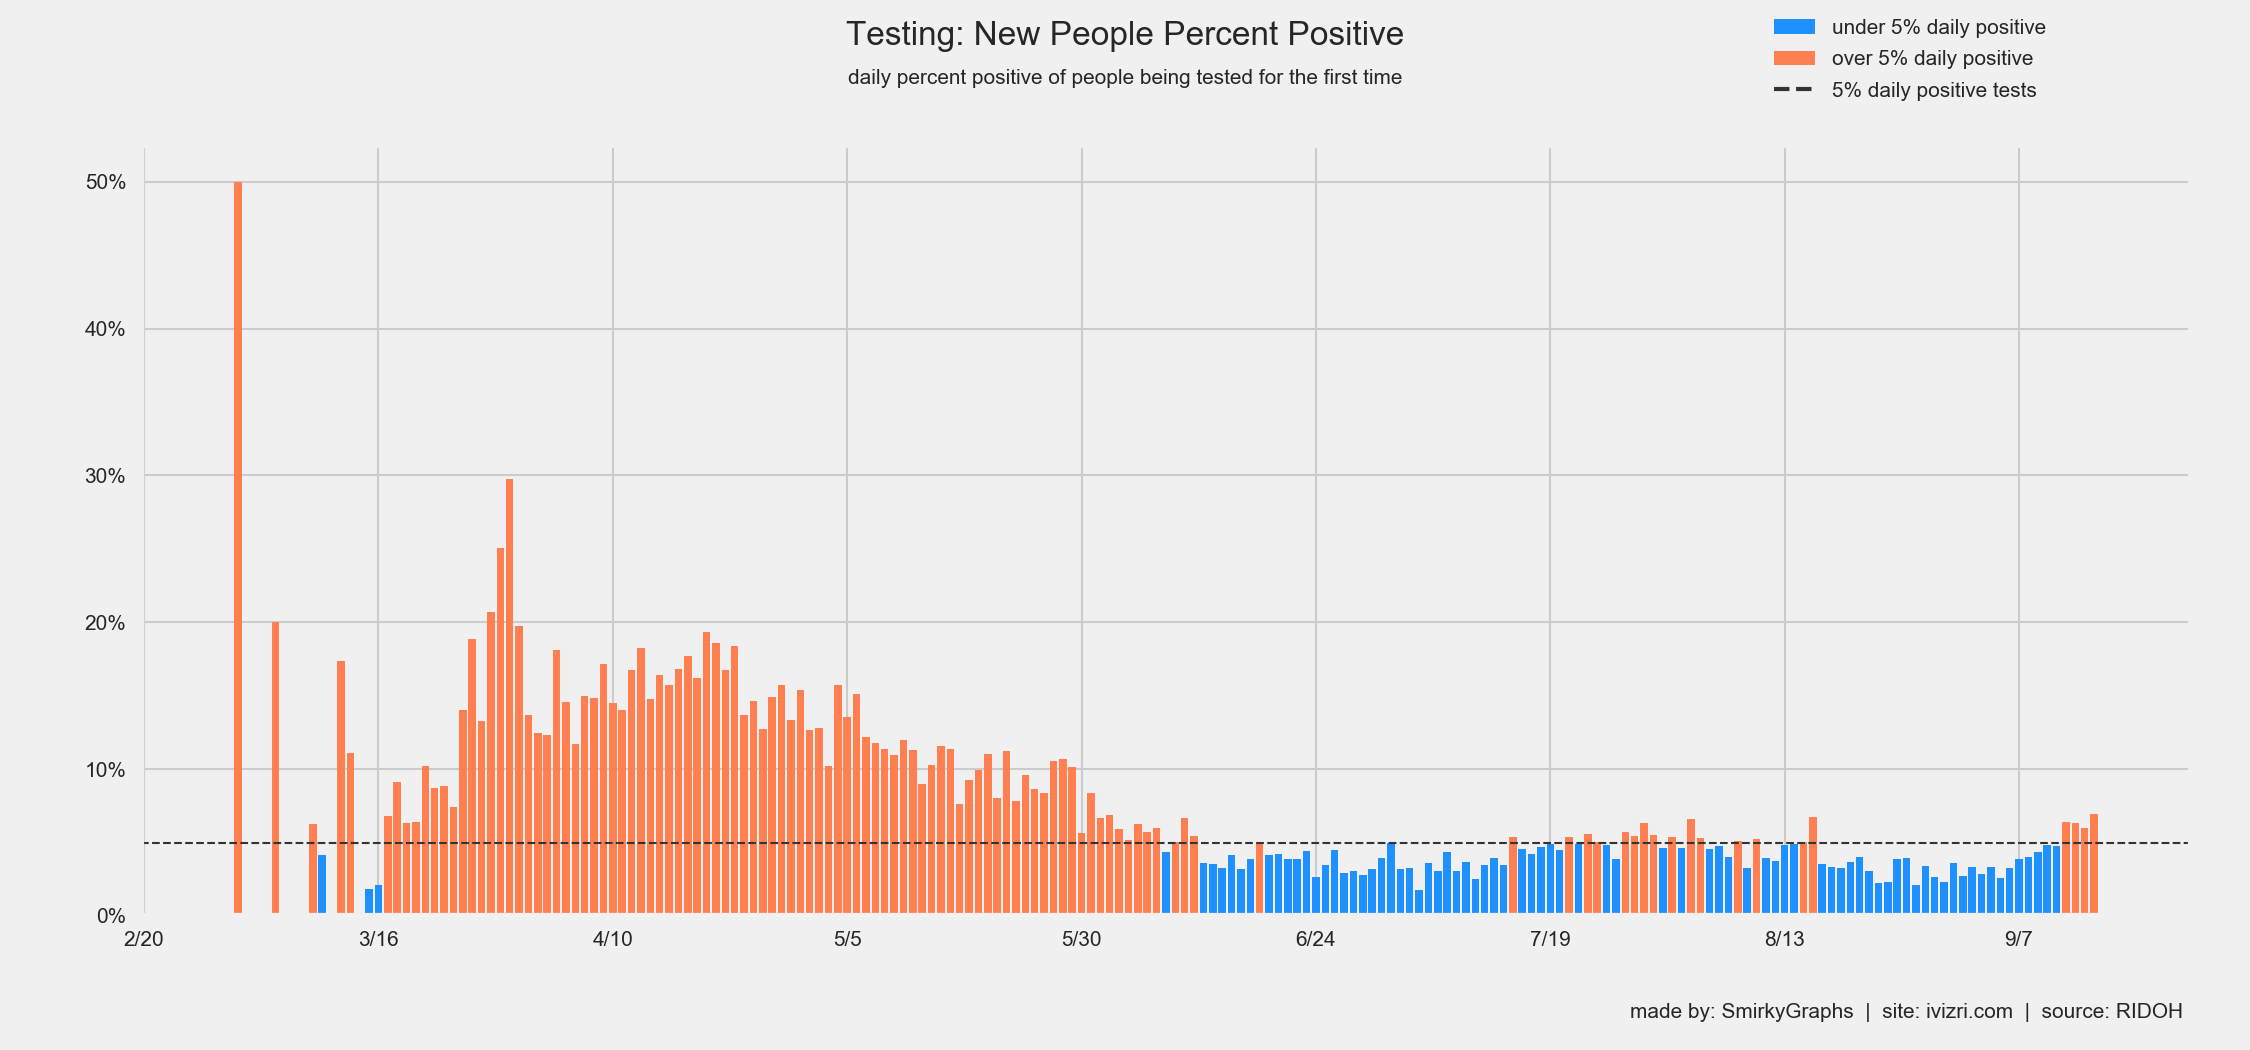 Testing: New People Percent Positive
daily percent positive of people being tested for the first time
under 5% daily positive
over 5% daily positive
5% daily positive tests
50%
40%
30%
20%
10%
0%
2/20 3/16 4/10 5/5 5/30 6/24 7/19 8/13 9/7
made by: SmirkyGraphs | site: ivizri.com | source: RIDOH